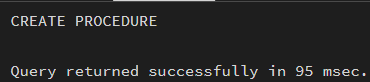 CREATE PROCEDURE
Query returned successfully in 95 msec.